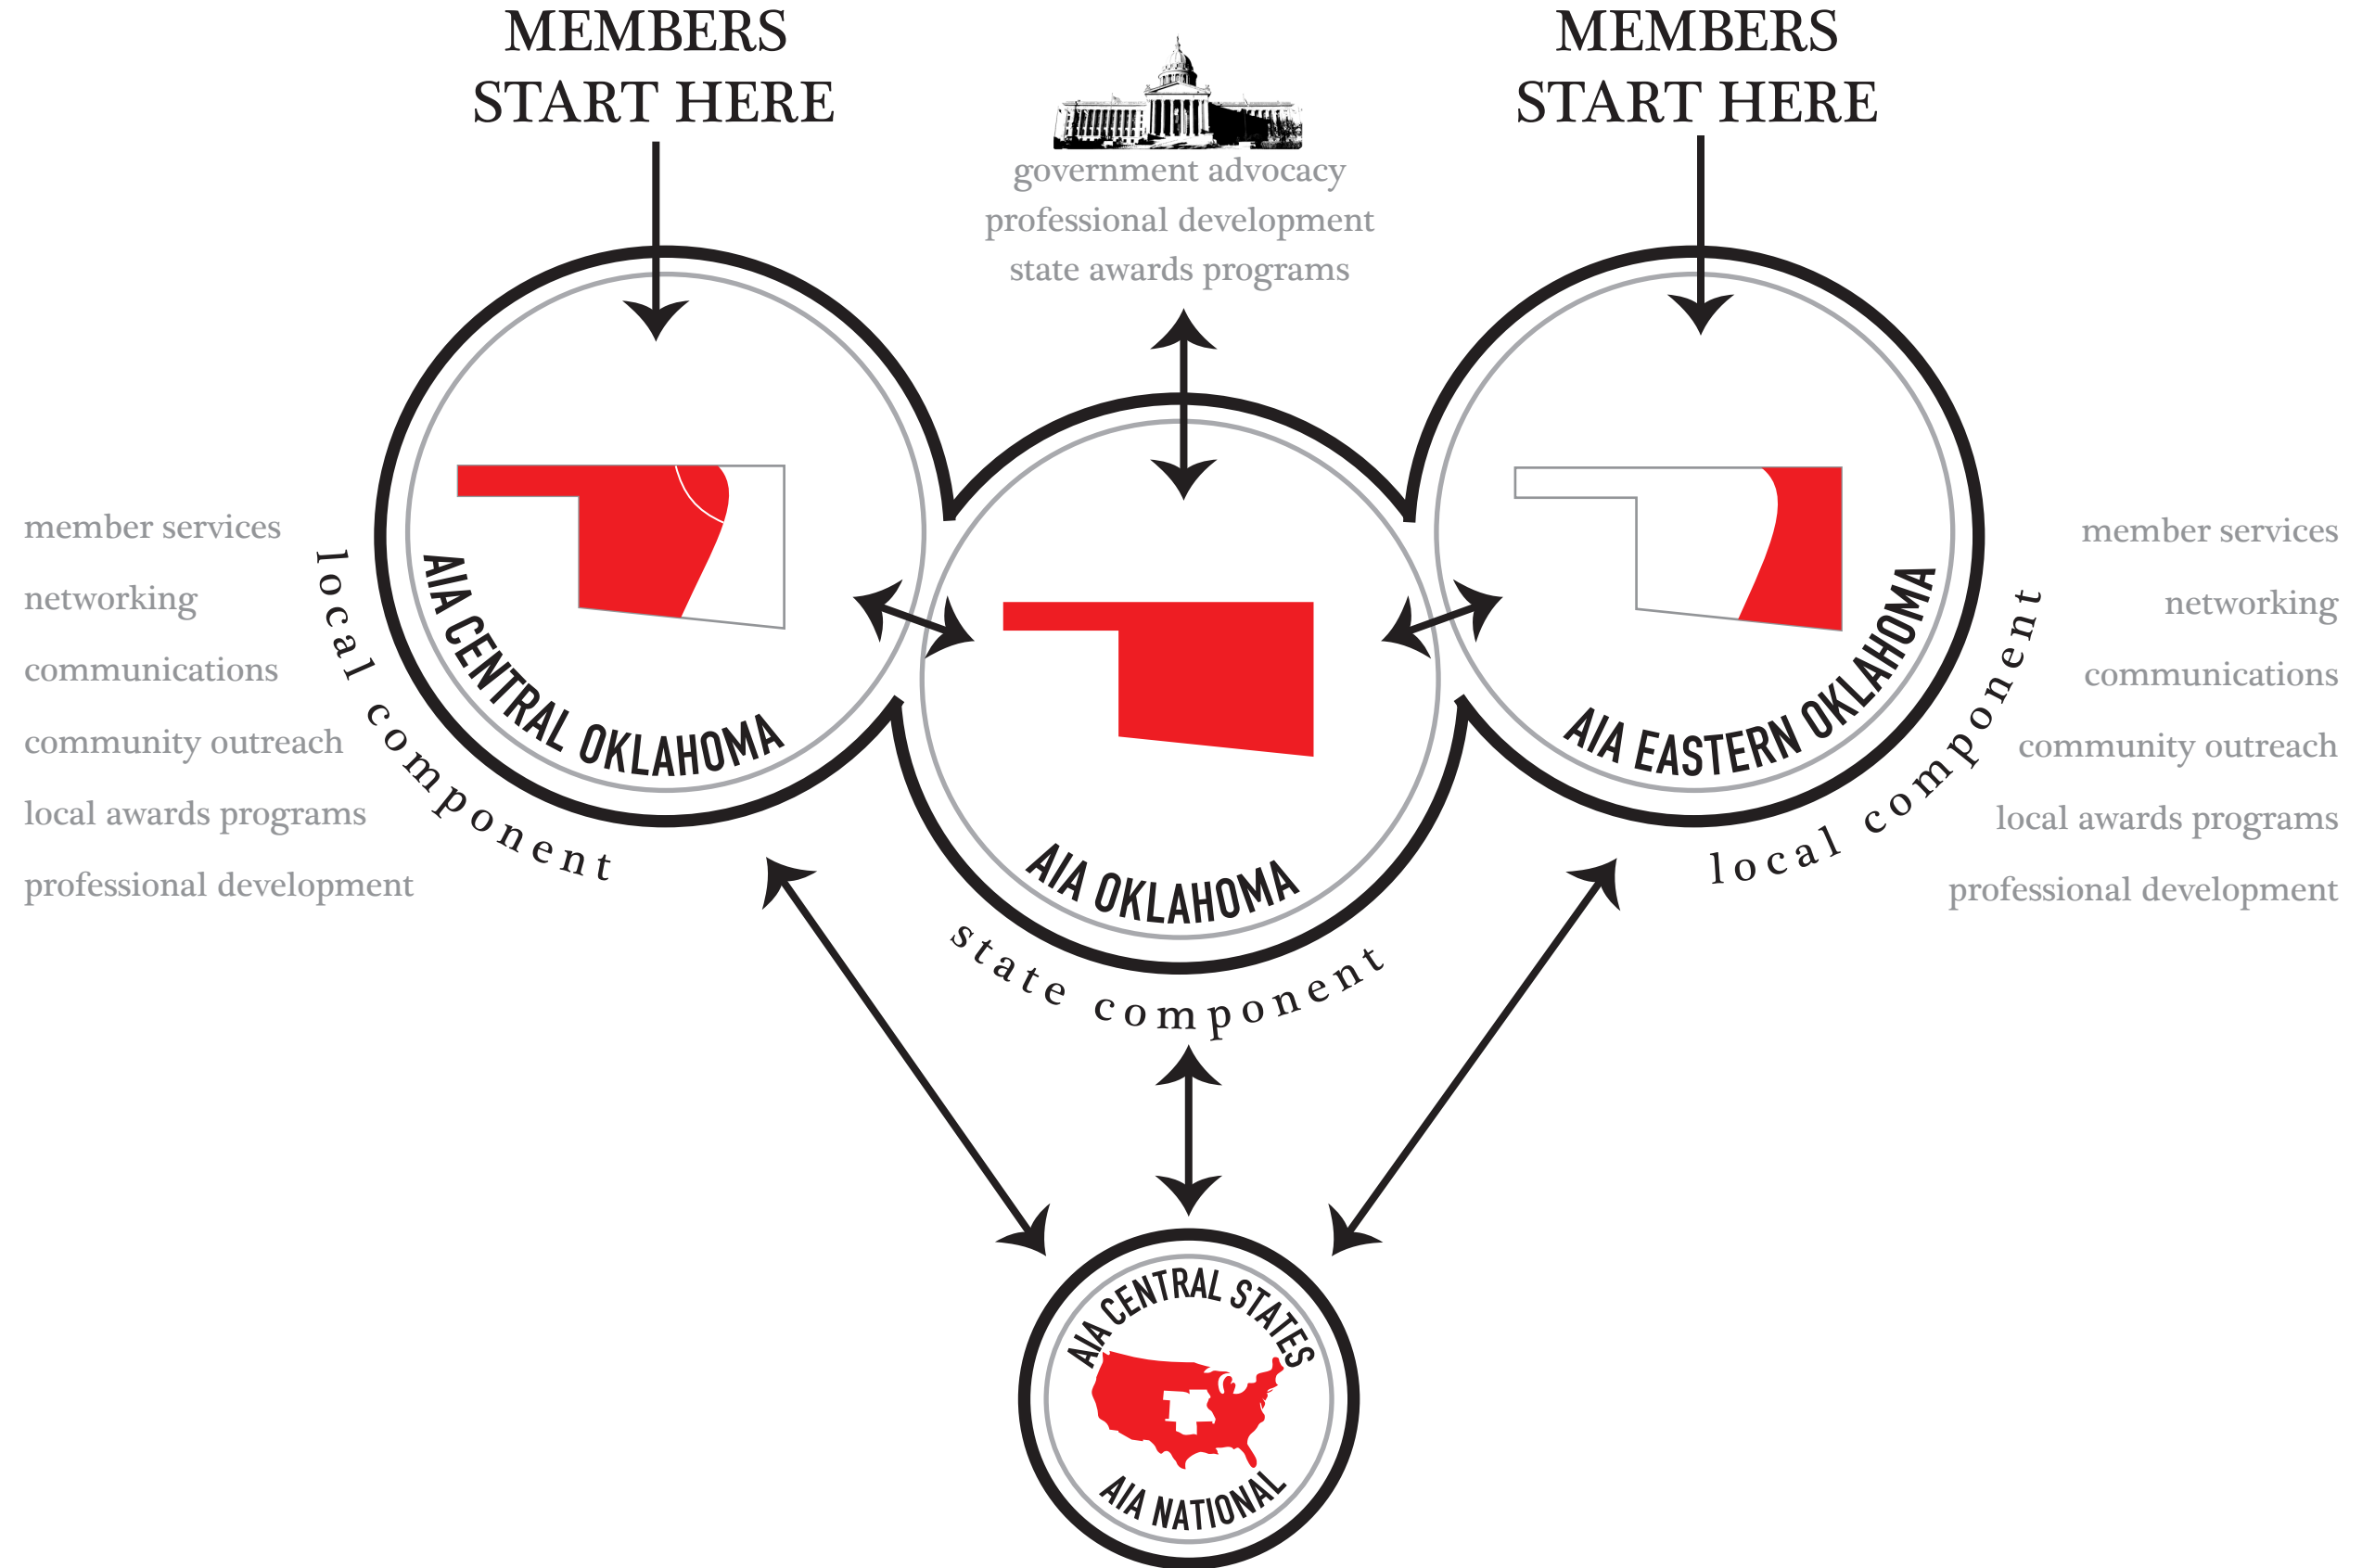 MEMBERS
START HERE
MEMBERS
START HERE
government advocacy
professional development
state awards programs
member services
networking
communications
community outreach
local awards programs
professional development
local component
AIA CENTRAL OKLAHOMA
AIA OKLAHOMA
state component
AIA EASTERN OKLAHOMA
local component
member services
networking
communications
community outreach
local awards programs
professional development
AIA CENTRAL STATES
AIA NATIONAL